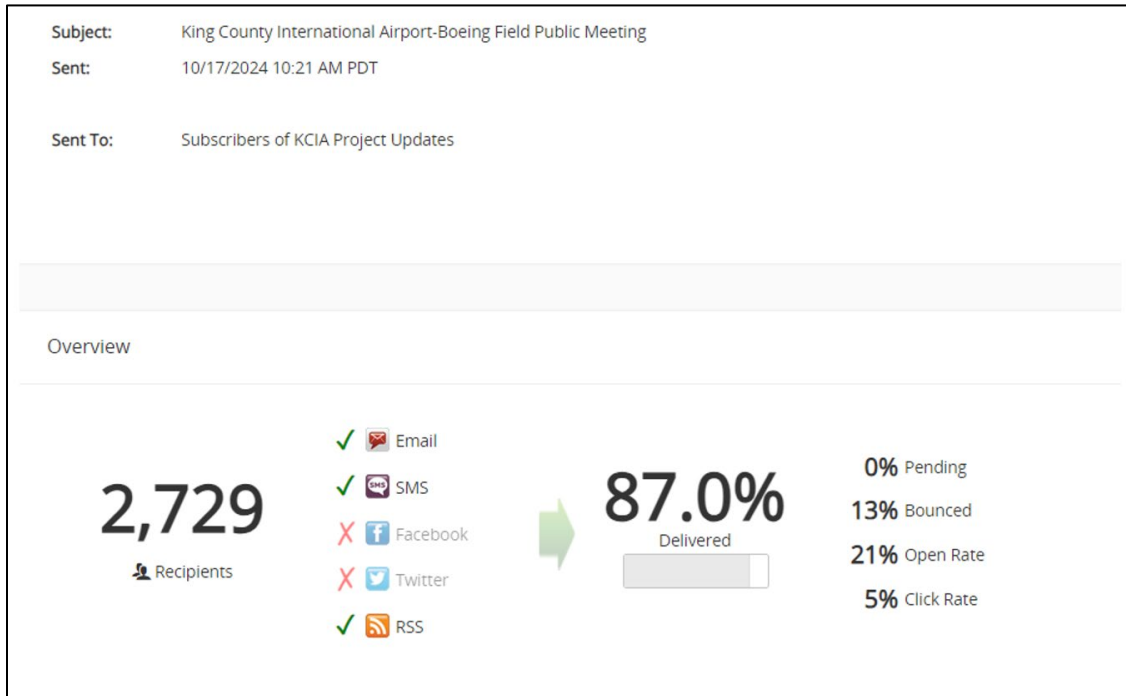 Subject: King County International Airport-Boeing Field Public Meeting
Sent: 10/17/2024 10:21 AM PDT
Sent To: Subscribers of KCIA Project Updates
Overview
2,729
Recipients
Email
SMS SMS
Facebook
Twitter
RSS
87.0%
Delivered
0% Pending
13% Bounced
21% Open Rate
5% Click Rate